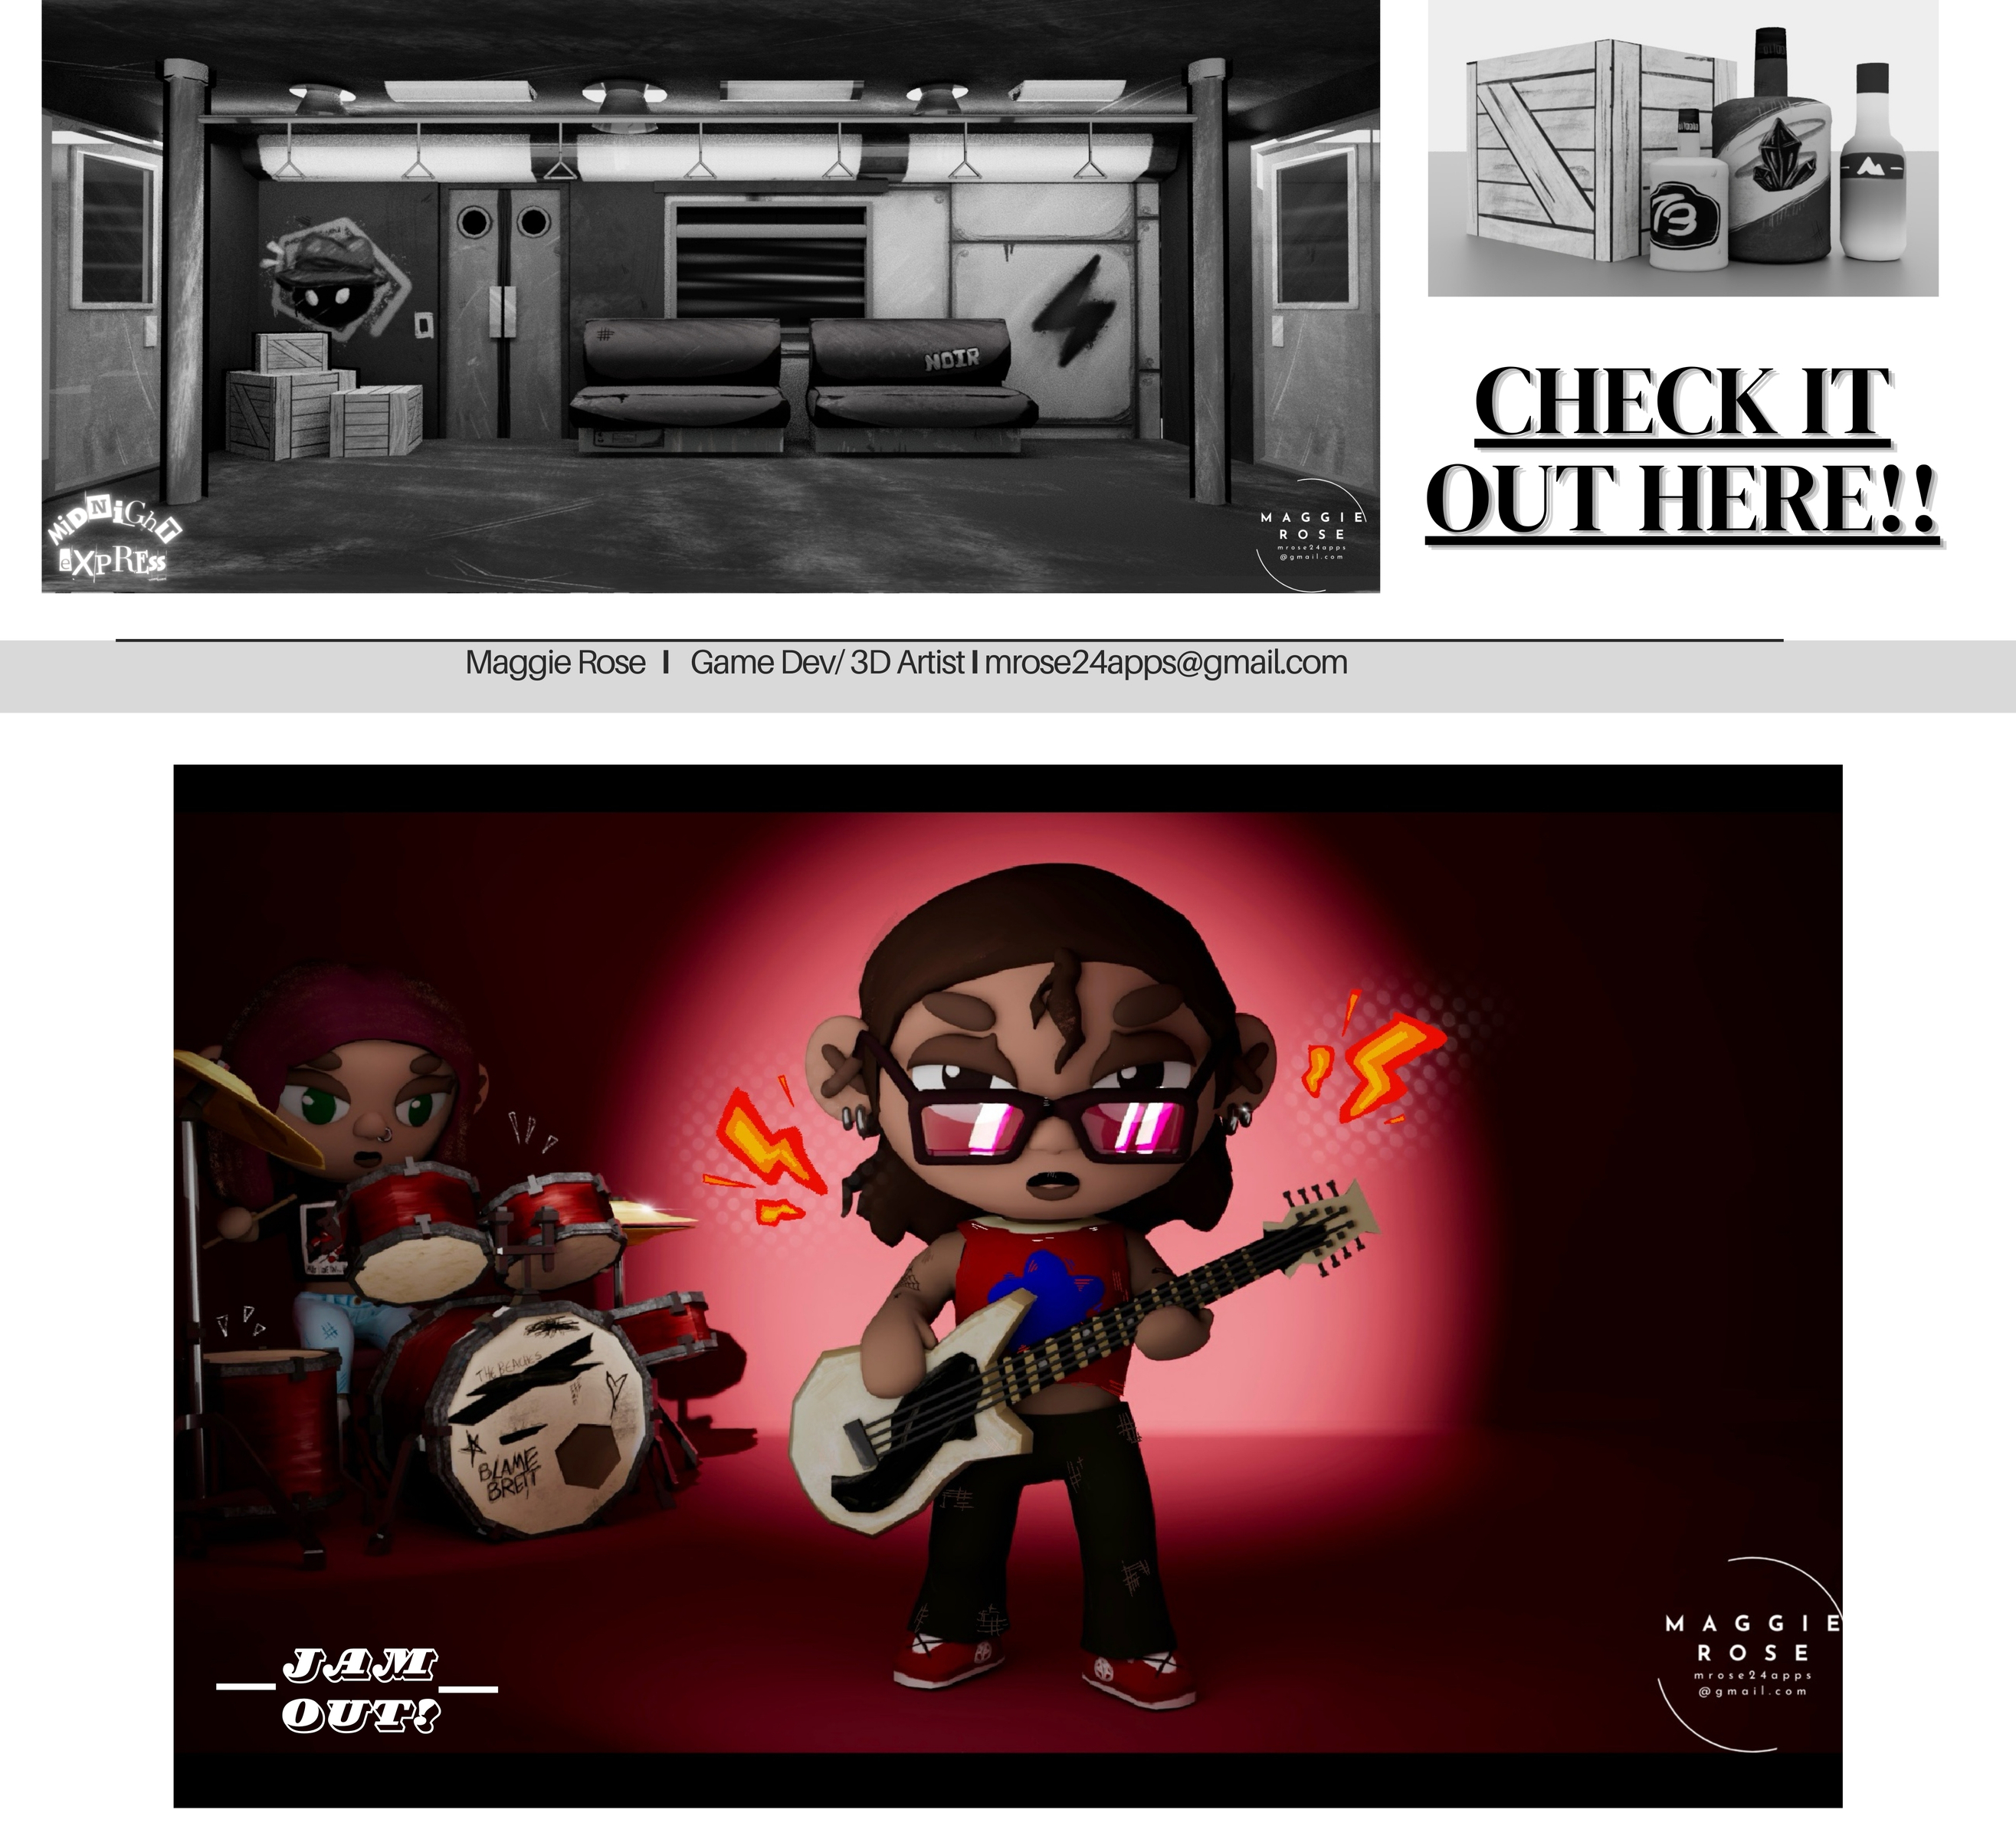 NOIR
MiDNiGhT
eXPREss
MAGGIE
ROSE
mrose24apps
@gmail.com
73
CHECK IT
OUT HERE!!
Maggie Rose I Game Dev/ 3D Artist I mrose24apps@gmail.com
THE BEACHES
BLAME
BRETT
JAM
OUT!
MAGGIE
ROSE
mrose24apps
@gmail.com